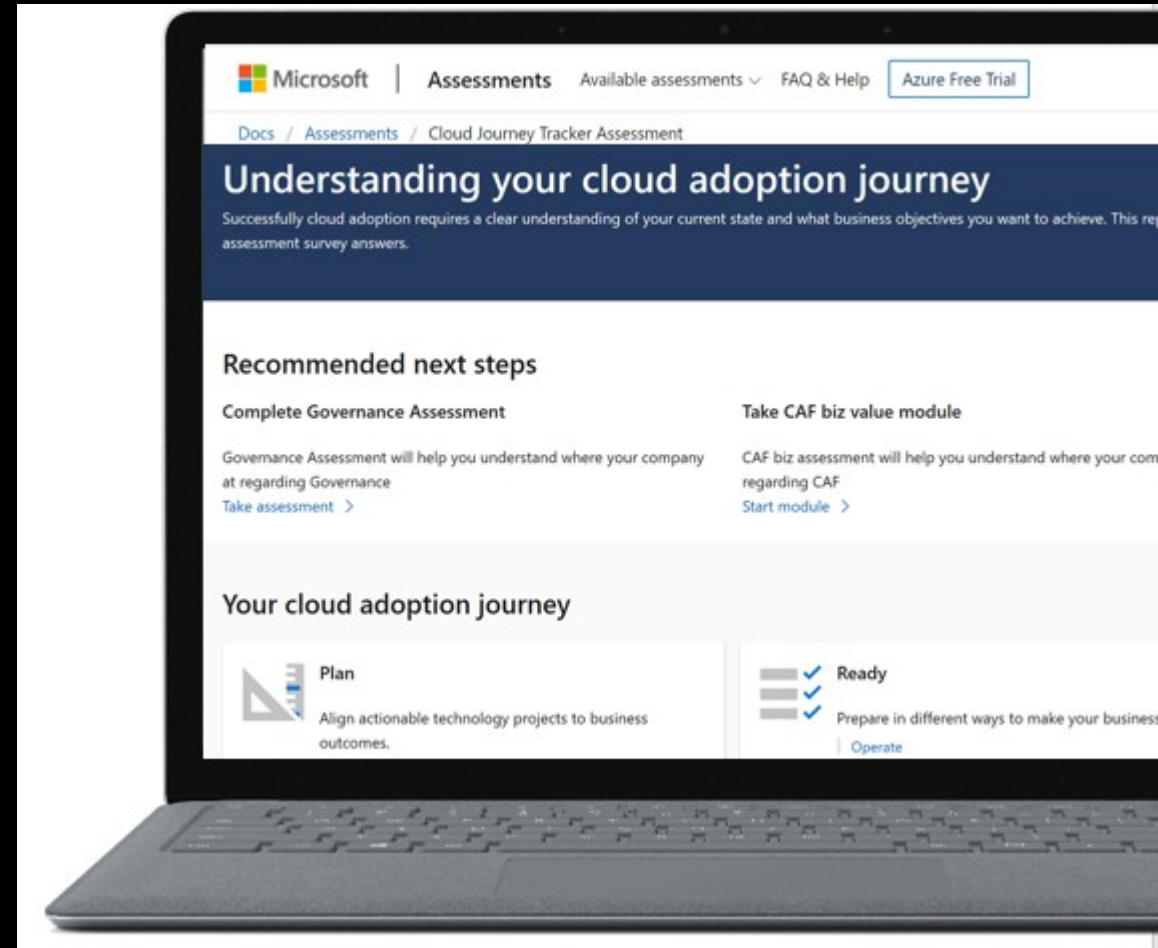 Microsoft | Assessments Available assessments FAQ & Help Azure Free Trial
Docs / Assessments / Cloud Journey Tracker Assessment
Understanding your cloud adoption journey
Successfully cloud adoption requires a clear understanding of your current state and what business objectives you want to achieve. This rep
assessment survey answers.
Recommended next steps
Complete Governance Assessment
Governance Assessment will help you understand where your company
at regarding Governance
Take assessment >
Take CAF biz value module
CAF biz assessment will help you understand where your com
regarding CAF
Start module >
Your cloud adoption journey
Plan
Align actionable technology projects to business
outcomes.
Ready
Prepare in different ways to make your business
Operate